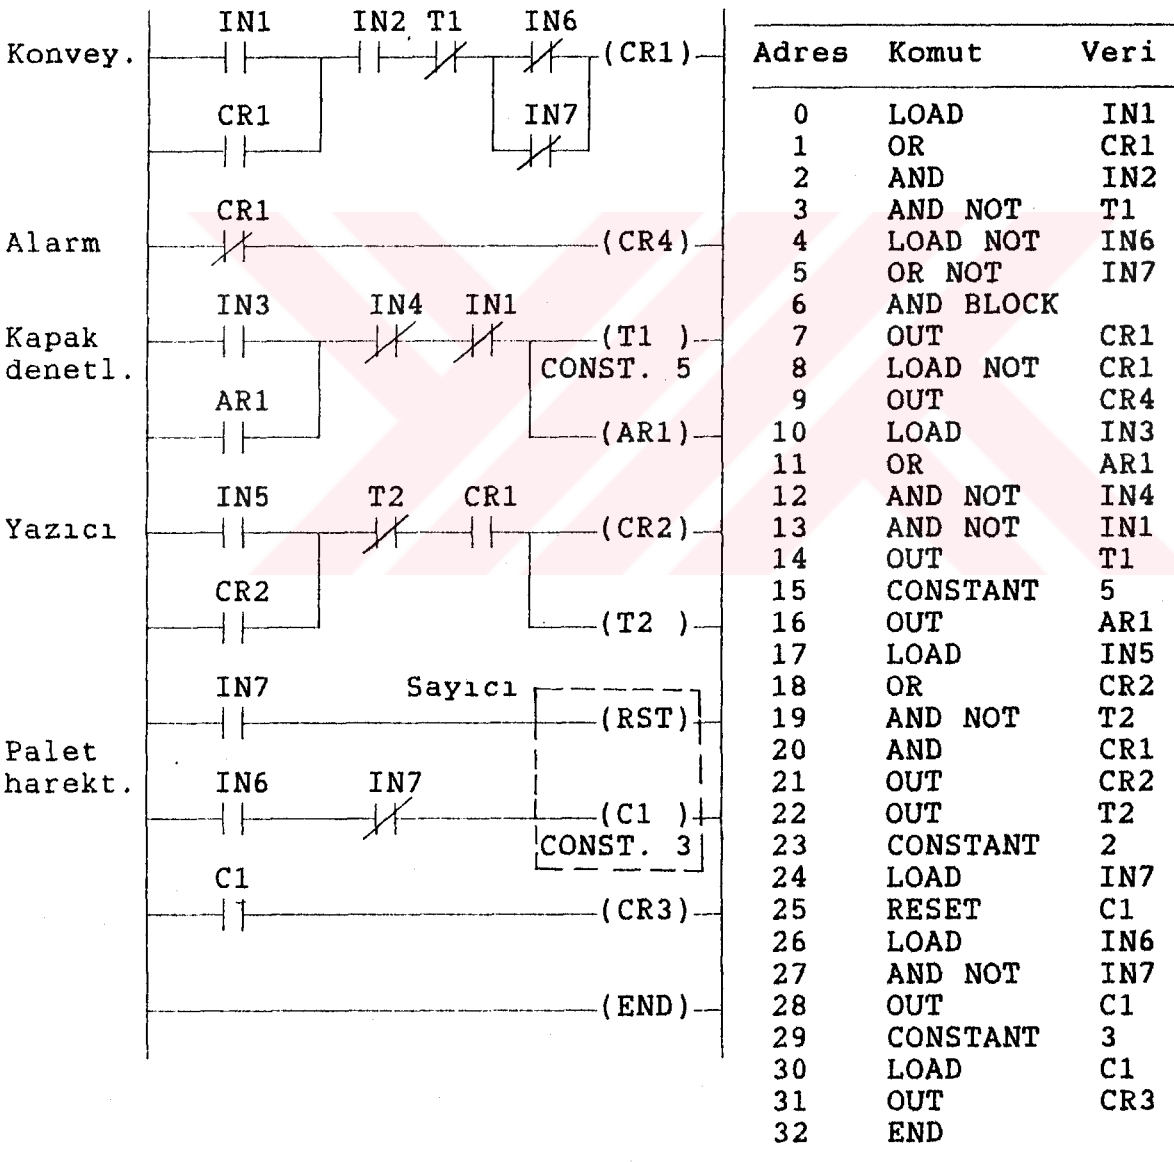 IN1 IN2 T1 IN6
Konvey. (CR1)
CR1 IN7
CR1
Alarm (CR4)
IN3 IN4 IN1
Kapak (T1 )
denetl. CONST. 5
AR1
(AR1)
IN5 T2 CR1
Yazıcı (CR2)
CR2
(T2 )
IN7 Sayıcı
(RST)
Palet
harekt. IN6 IN7
(C1 )
CONST. 3
C1
(CR3)
(END)
Adres Komut Veri
0 LOAD IN1
1 OR CR1
2 AND IN2
3 AND NOT T1
4 LOAD NOT IN6
5 OR NOT IN7
6 AND BLOCK
7 OUT CR1
8 LOAD NOT CR1
9 OUT CR4
10 LOAD IN3
11 OR AR1
12 AND NOT IN4
13 AND NOT IN1
14 OUT T1
15 CONSTANT 5
16 OUT AR1
17 LOAD IN5
18 OR CR2
19 AND NOT T2
20 AND CR1
21 OUT CR2
22 OUT T2
23 CONSTANT 2
24 LOAD IN7
25 RESET C1
26 LOAD IN6
27 AND NOT IN7
28 OUT C1
29 CONSTANT 3
30 LOAD C1
31 OUT CR3
32 END